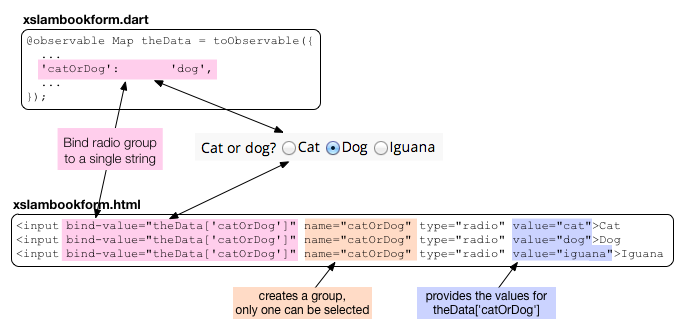 xslambookform.dart
@observable Map theData = toObservable({
...
'catOrDog': 'dog',
...
});
Bind radio group
to a single string
Cat or dog? Cat Dog Iguana
xslambookform.html
<input bind-value="theData['catOrDog']" name="catOrDog" type="radio" value="cat">Cat
<input bind-value="theData['catOrDog']" name="catOrDog" type="radio" value="dog">Dog
<input bind-value="theData['catOrDog']" name="catOrDog" type="radio" value="iguana">Iguana
creates a group,
only one can be selected
provides the values for
theData['catOrDog']